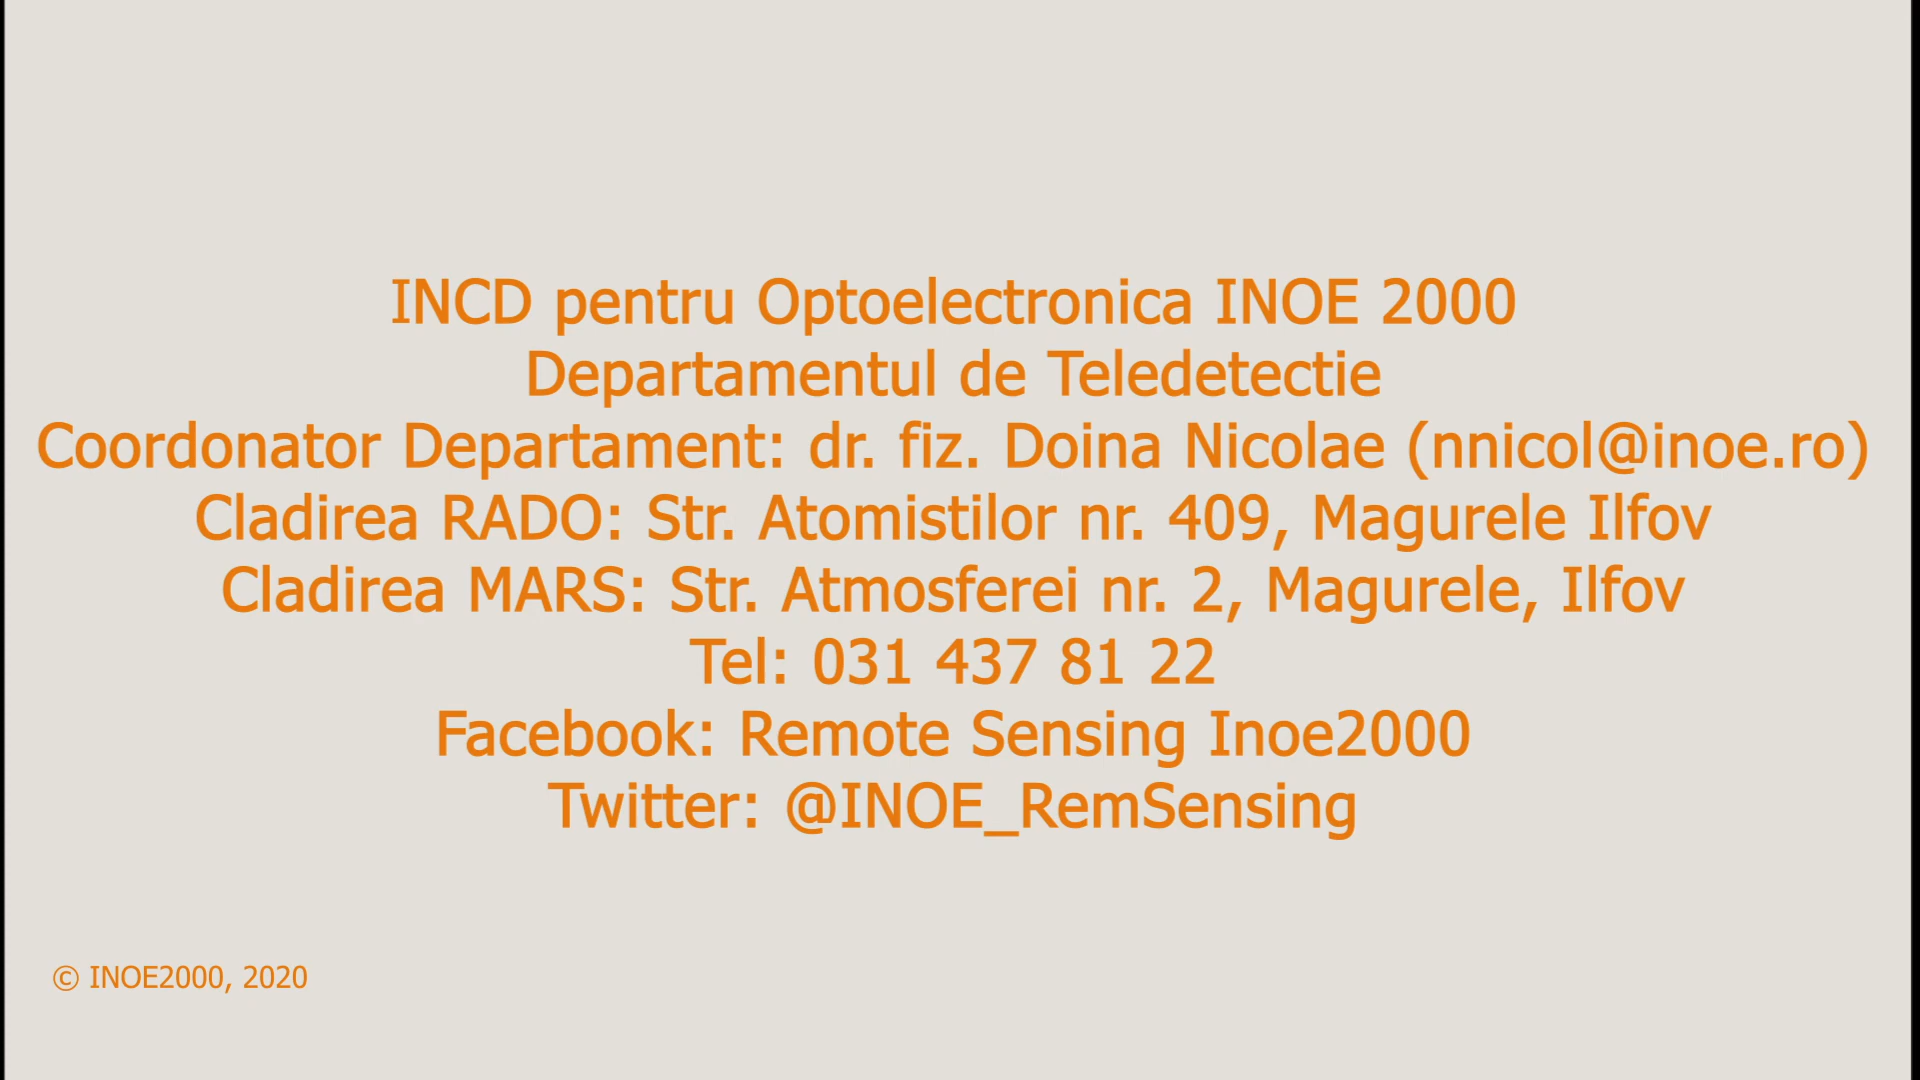 INCD pentru Optoelectronica INOE 2000
Departamentul de Teledetectie
Coordonator Departament: dr. fiz. Doina Nicolae (nnicol@inoe.ro)
Cladirea RADO: Str. Atomistilor nr. 409, Magurele Ilfov
Cladirea MARS: Str. Atmosferei nr. 2, Magurele, Ilfov
Tel: 031 437 81 22
Facebook: Remote Sensing Inoe2000
Twitter: @INOE_RemSensing
© INOE2000, 2020